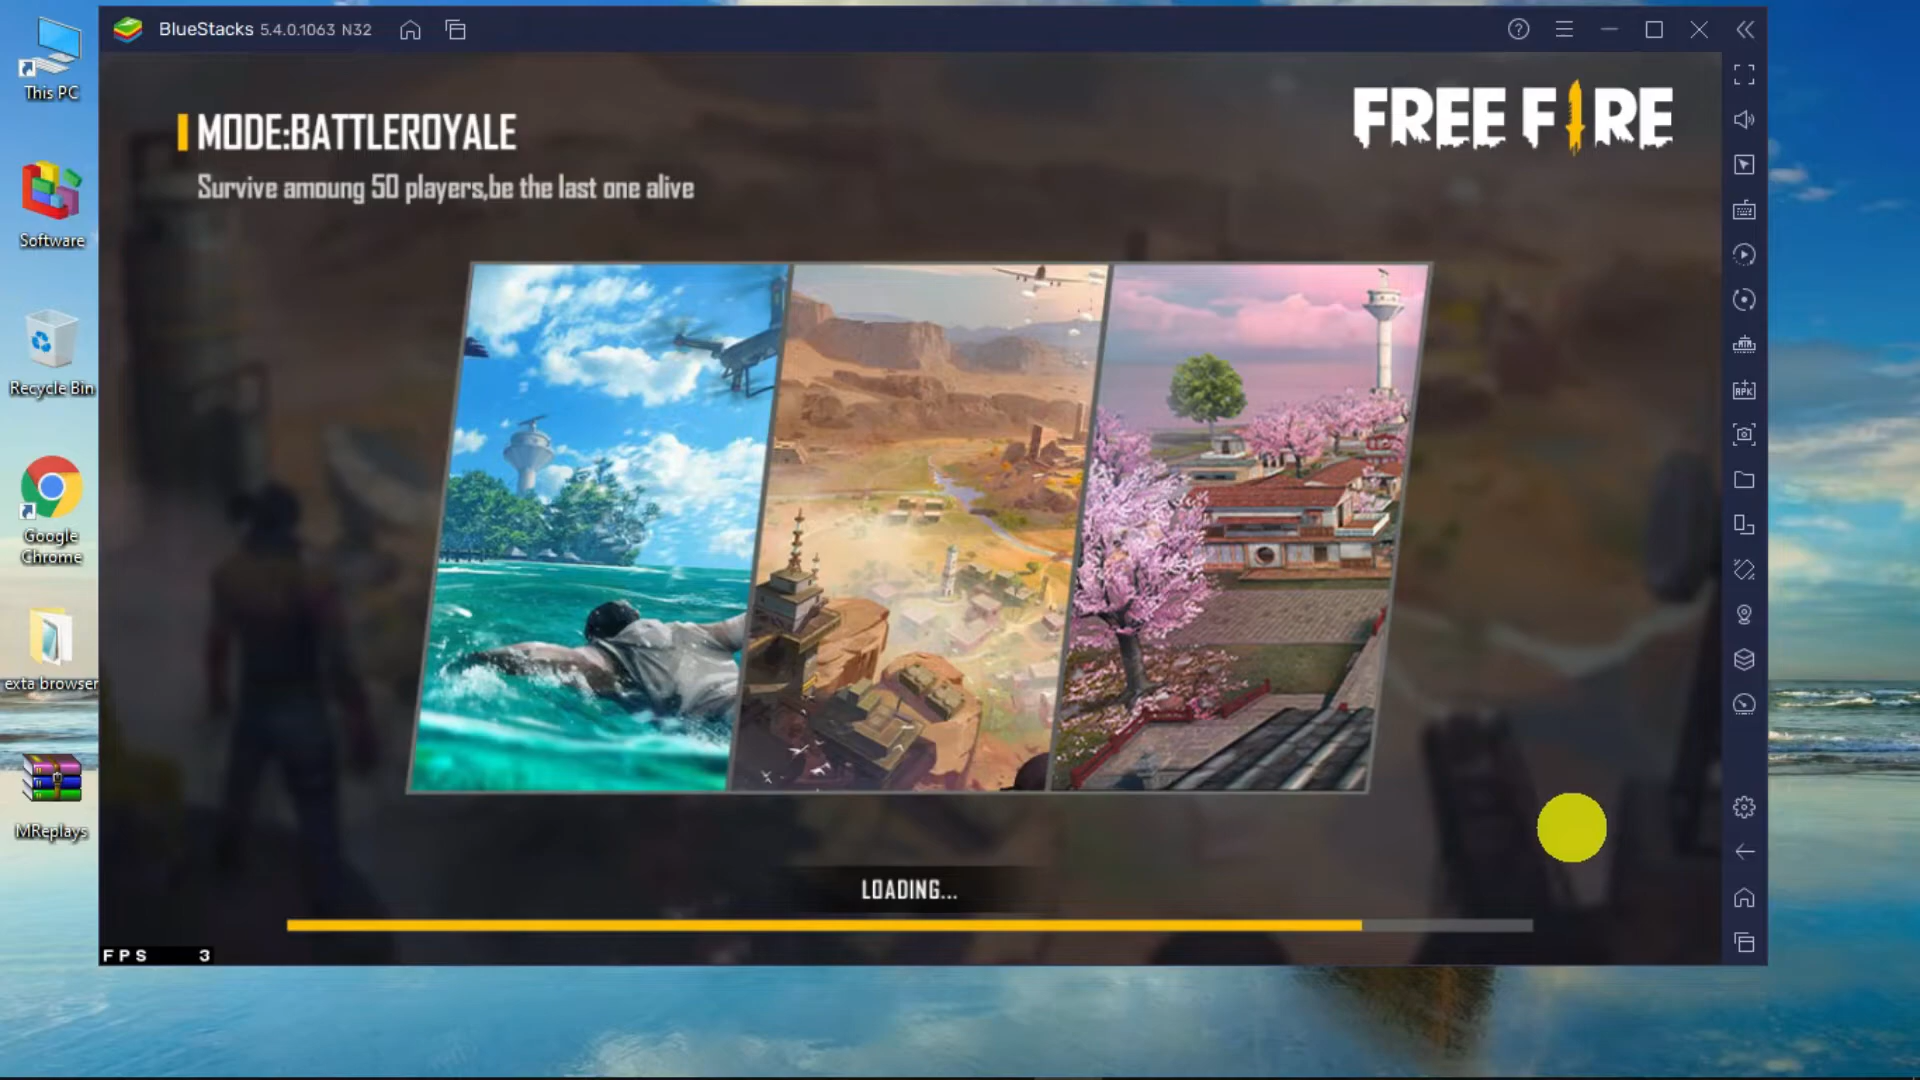 BlueStacks 5.4.0.1063 N32
This PC
Software
Recycle Bin
Google
Chrome
exta browser
MReplays
MODE:BATTLEROYALE
Survive amoung 50 players,be the last one alive
FREE FIRE
LOADING...
FPS 3
APK